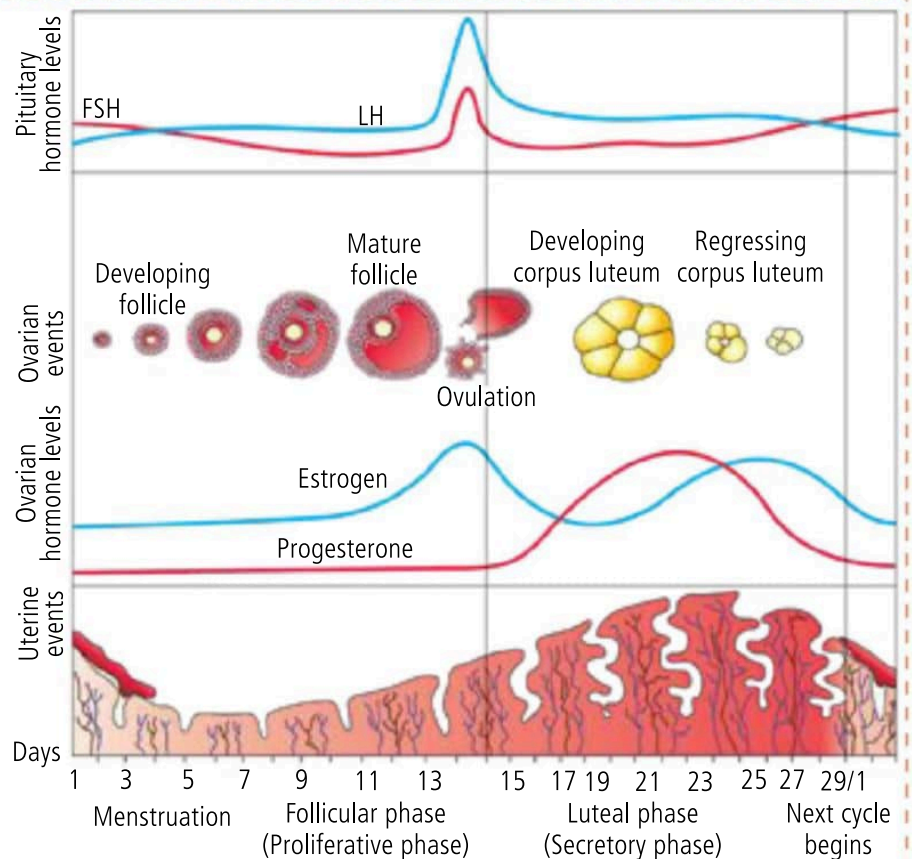 Pituitary
hormone levels
FSH
LH
Ovarian
events
Developing
follicle
Mature
follicle
Developing
corpus luteum
Regressing
corpus luteum
Ovulation
Ovarian
hormone levels
Estrogen
Progesterone
Uterine
events
Days
1 3 5 7 9 11 13 15 17 19 21 23 25 27 29/1
Menstruation
Follicular phase
(Proliferative phase)
Luteal phase
(Secretory phase)
Next cycle
begins